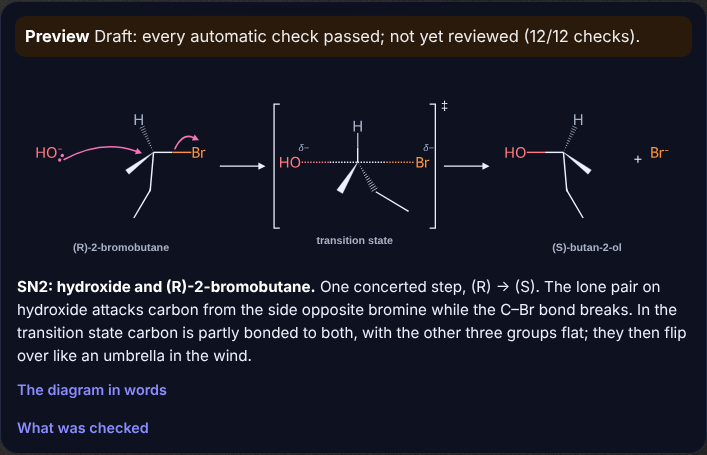 Preview Draft: every automatic check passed; not yet reviewed (12/12 checks).
H
HO⁻
Br
(R)-2-bromobutane
‡
H
δ− δ−
HO Br
transition state
H
HO
+ Br⁻
(S)-butan-2-ol
SN2: hydroxide and (R)-2-bromobutane. One concerted step, (R) → (S). The lone pair on
hydroxide attacks carbon from the side opposite bromine while the C–Br bond breaks. In the
transition state carbon is partly bonded to both, with the other three groups flat; they then flip
over like an umbrella in the wind.
The diagram in words
What was checked